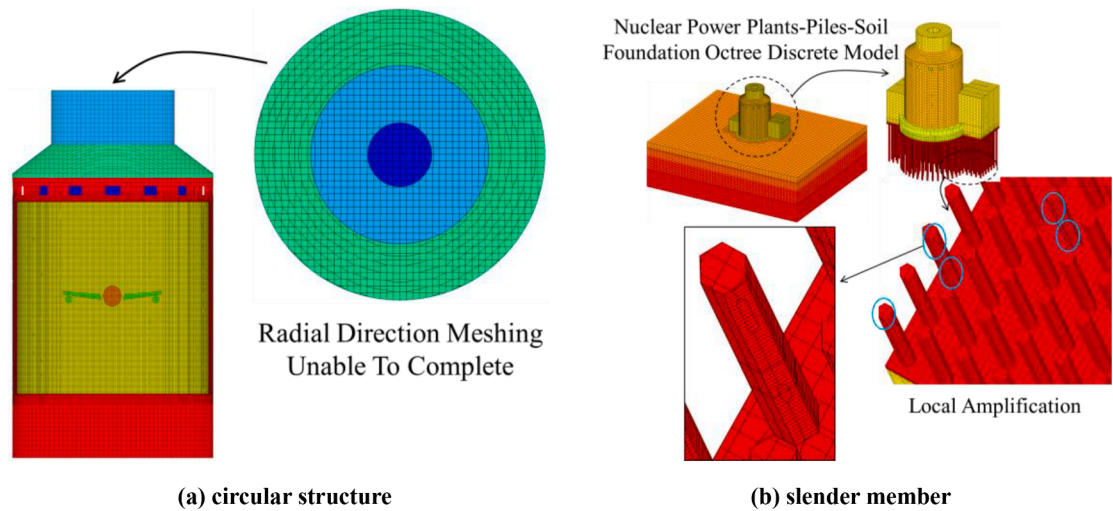 Radial Direction Meshing
Unable To Complete
(a) circular structure
Nuclear Power Plants-Piles-Soil
Foundation Octree Discrete Model
Local Amplification
(b) slender member